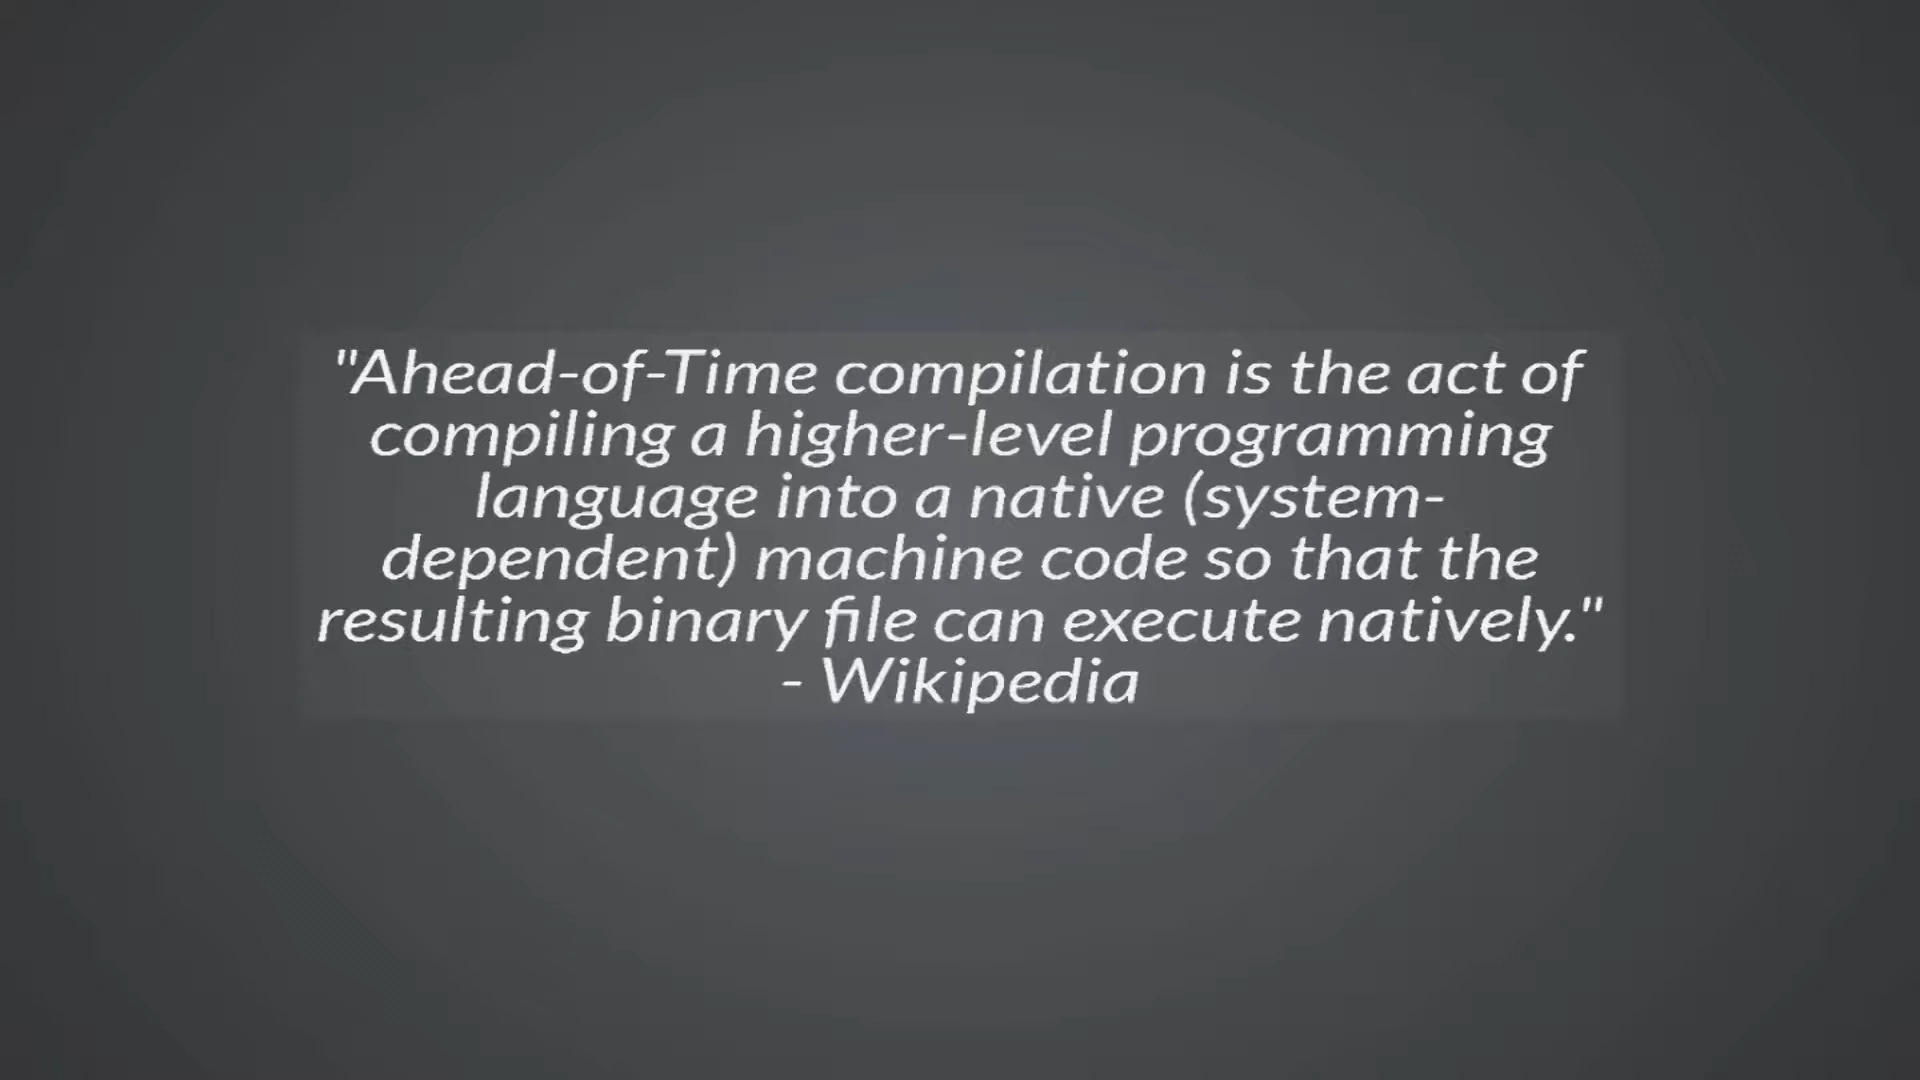 "Ahead-of-Time compilation is the act of
compiling a higher-level programming
language into a native (system-
dependent) machine code so that the
resulting binary file can execute natively."
- Wikipedia